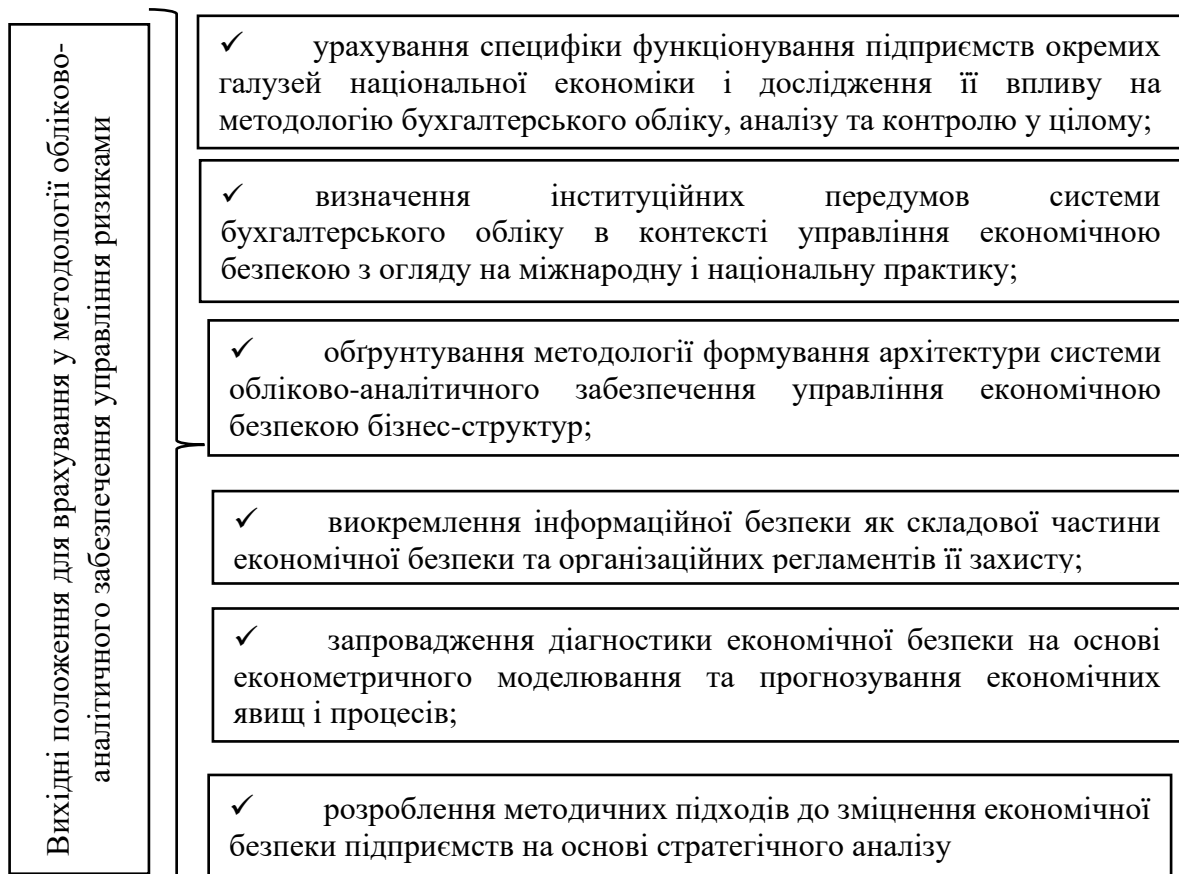 Вихідні положення для врахування у методології обліково-
аналітичного забезпечення управління ризиками
✓ урахування специфіки функціонування підприємств окремих
галузей національної економіки і дослідження її впливу на
методологію бухгалтерського обліку, аналізу та контролю у цілому;
✓ визначення інституційних передумов системи
бухгалтерського обліку в контексті управління економічною
безпекою з огляду на міжнародну і національну практику;
✓ обґрунтування методології формування архітектури системи
обліково-аналітичного забезпечення управління економічною
безпекою бізнес-структур;
✓ виокремлення інформаційної безпеки як складової частини
економічної безпеки та організаційних регламентів її захисту;
✓ запровадження діагностики економічної безпеки на основі
економетричного моделювання та прогнозування економічних
явищ і процесів;
✓ розроблення методичних підходів до зміцнення економічної
безпеки підприємств на основі стратегічного аналізу